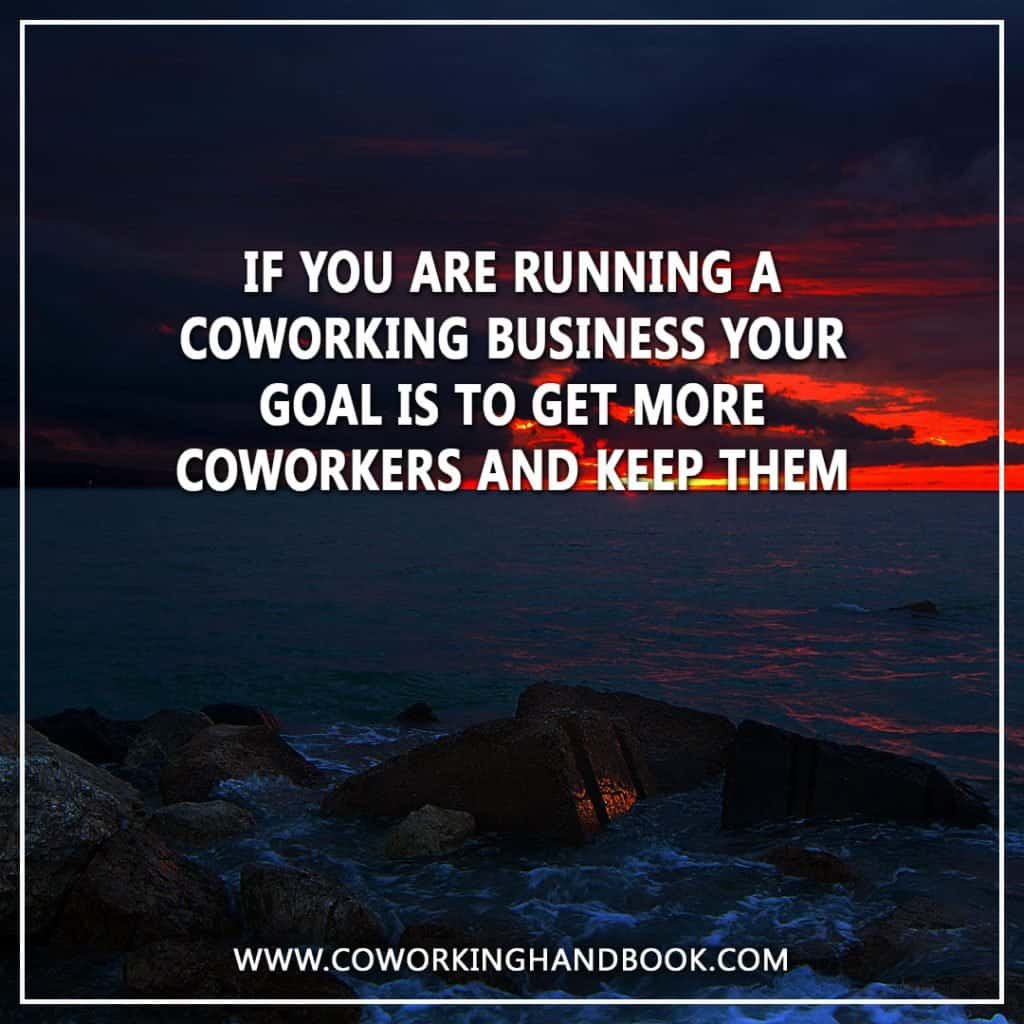 IF YOU ARE RUNNING A
COWORKING BUSINESS YOUR
GOAL IS TO GET MORE
COWORKERS AND KEEP THEM
WWW.COWORKINGHANDBOOK.COM